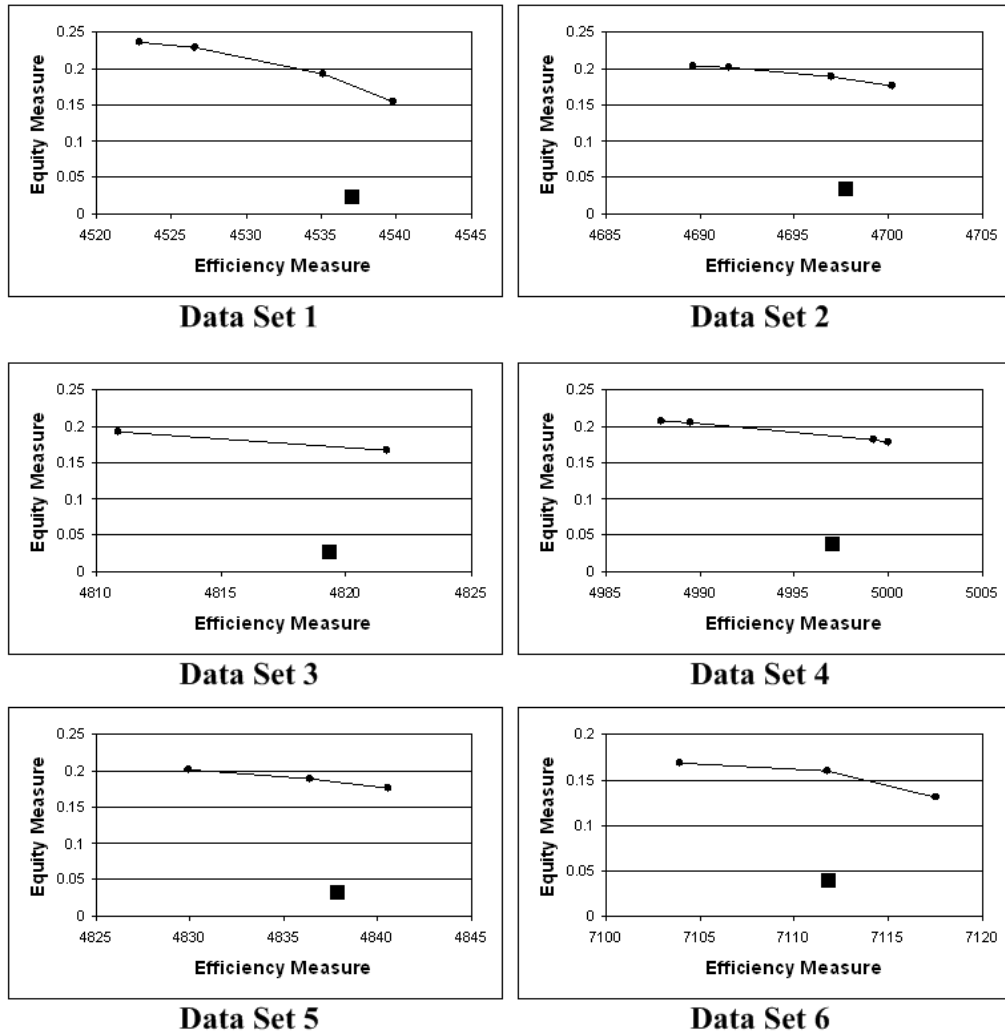 0.25
0.2
0.15
0.1
0.05
0
Equity Measure
4520 4525 4530 4535 4540 4545
Efficiency Measure
Data Set 1
0.25
0.2
0.15
0.1
0.05
0
Equity Measure
4685 4690 4695 4700 4705
Efficiency Measure
Data Set 2
0.25
0.2
0.15
0.1
0.05
0
Equity Measure
4810 4815 4820 4825
Efficiency Measure
Data Set 3
0.25
0.2
0.15
0.1
0.05
0
Equity Measure
4985 4990 4995 5000 5005
Efficiency Measure
Data Set 4
0.25
0.2
0.15
0.1
0.05
0
Equity Measure
4825 4830 4835 4840 4845
Efficiency Measure
Data Set 5
0.2
0.15
0.1
0.05
0
Equity Measure
7100 7105 7110 7115 7120
Efficiency Measure
Data Set 6